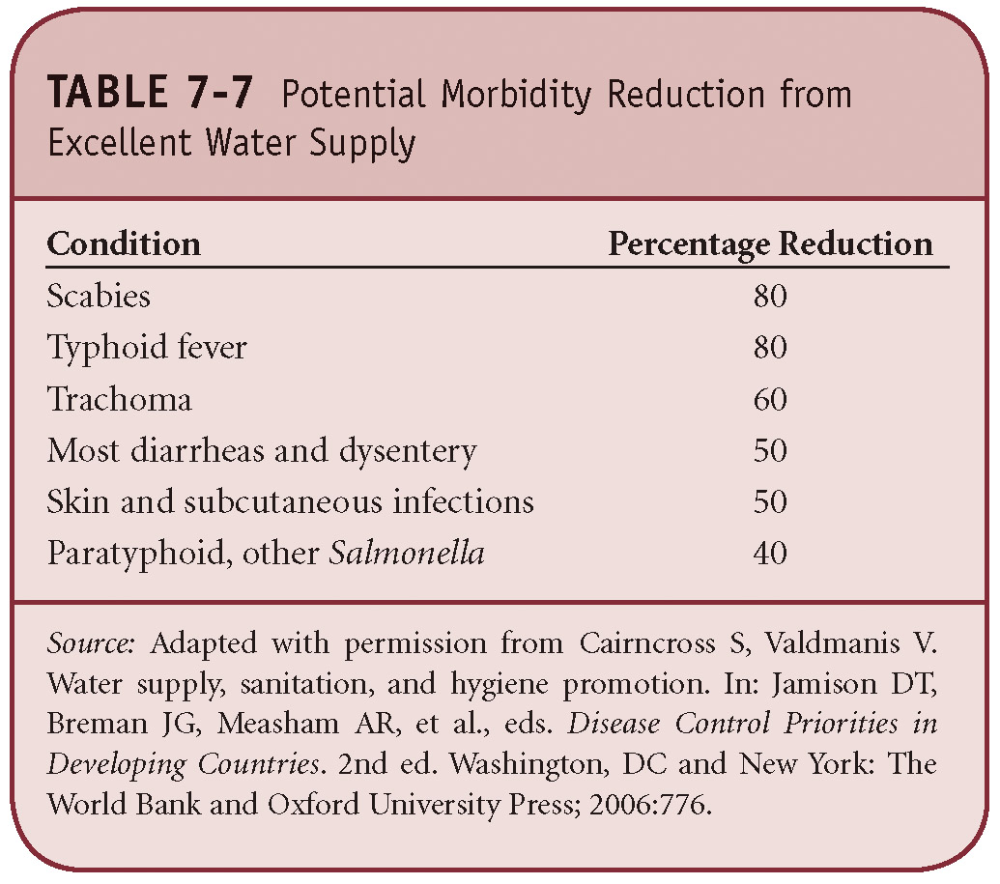 TABLE 7-7 Potential Morbidity Reduction from
Excellent Water Supply
Condition Percentage Reduction
Scabies 80
Typhoid fever 80
Trachoma 60
Most diarrheas and dysentery 50
Skin and subcutaneous infections 50
Paratyphoid, other Salmonella 40
Source: Adapted with permission from Cairncross S, Valdmanis V.
Water supply, sanitation, and hygiene promotion. In: Jamison DT,
Breman JG, Measham AR, et al., eds. Disease Control Priorities in
Developing Countries. 2nd ed. Washington, DC and New York: The
World Bank and Oxford University Press; 2006:776.